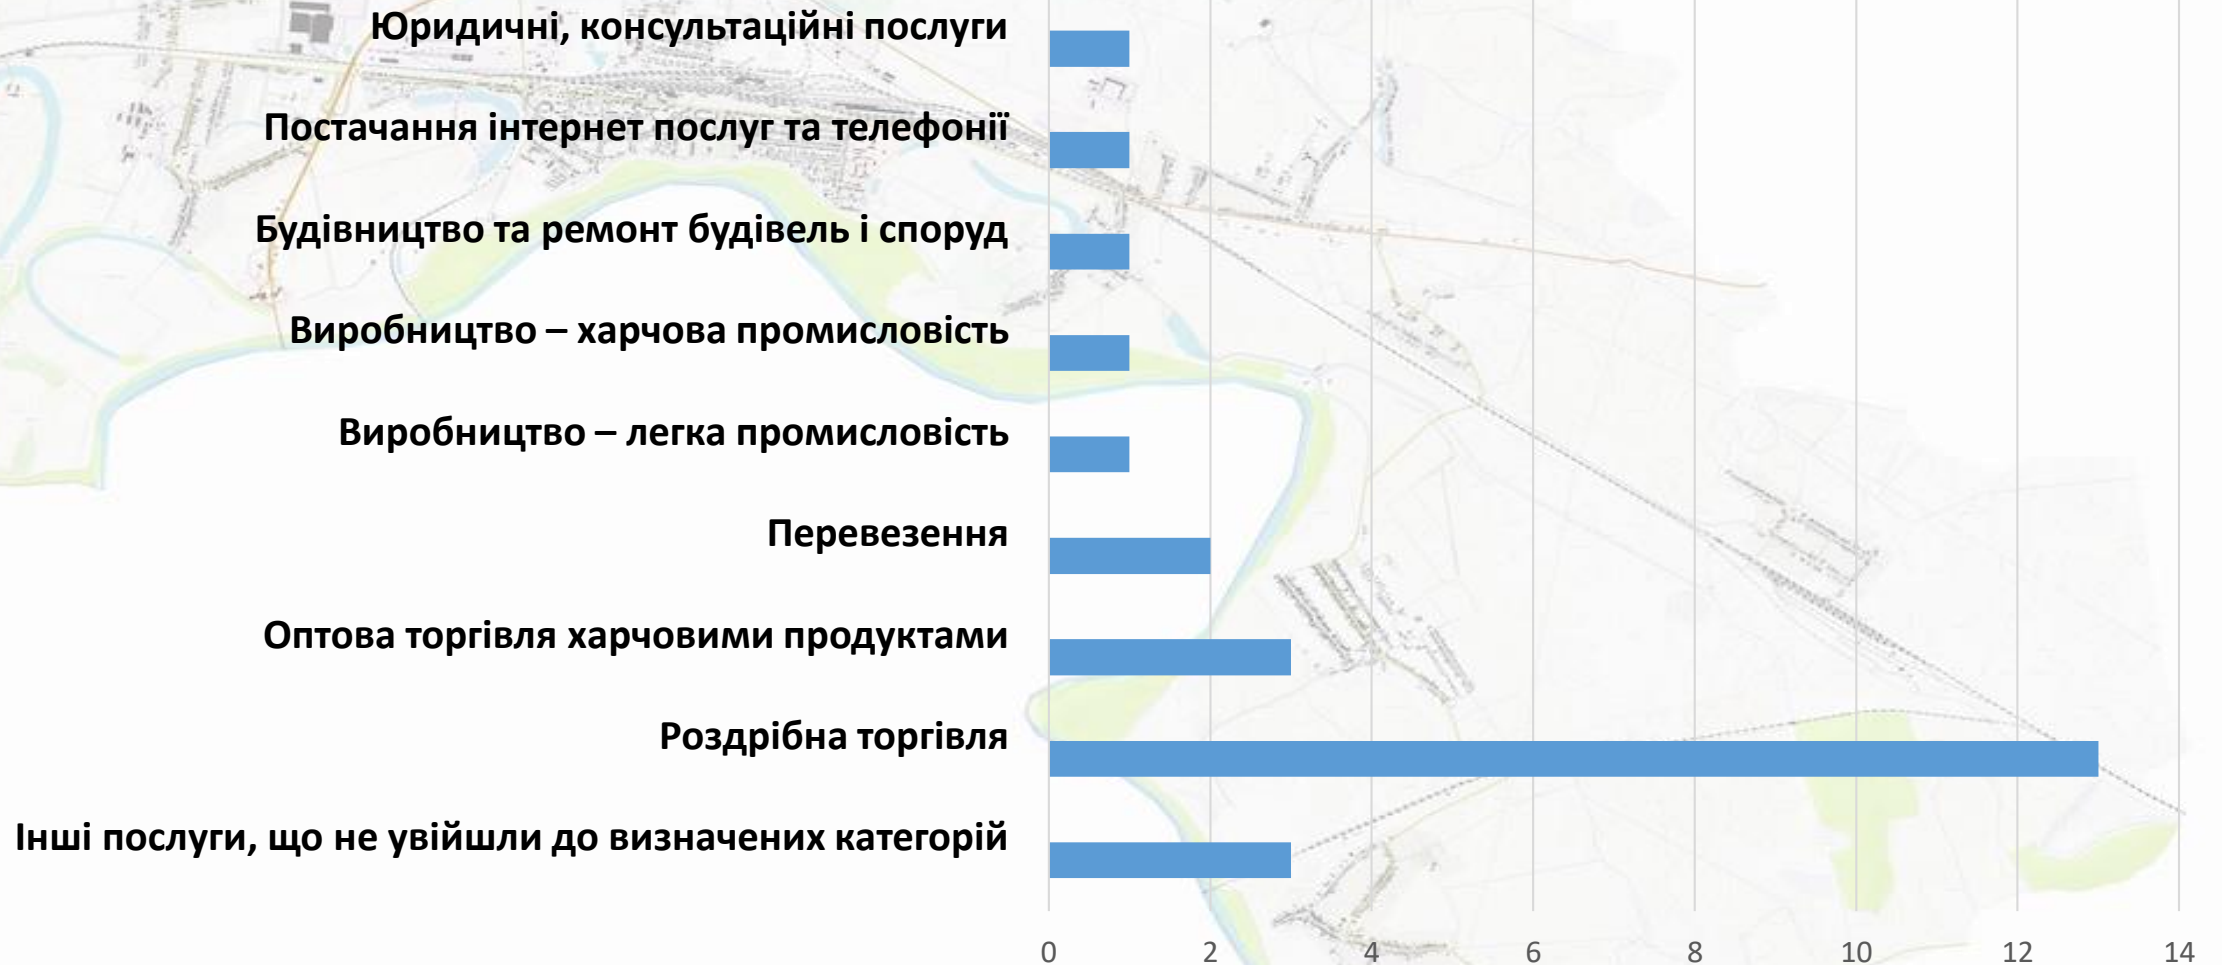 Юридичні, консультаційні послуги
Постачання інтернет послуг та телефонії
Будівництво та ремонт будівель і споруд
Виробництво – харчова промисловість
Виробництво – легка промисловість
Перевезення
Оптова торгівля харчовими продуктами
Роздрібна торгівля
Інші послуги, що не увійшли до визначених категорій
0 2 4 6 8 10 12 14